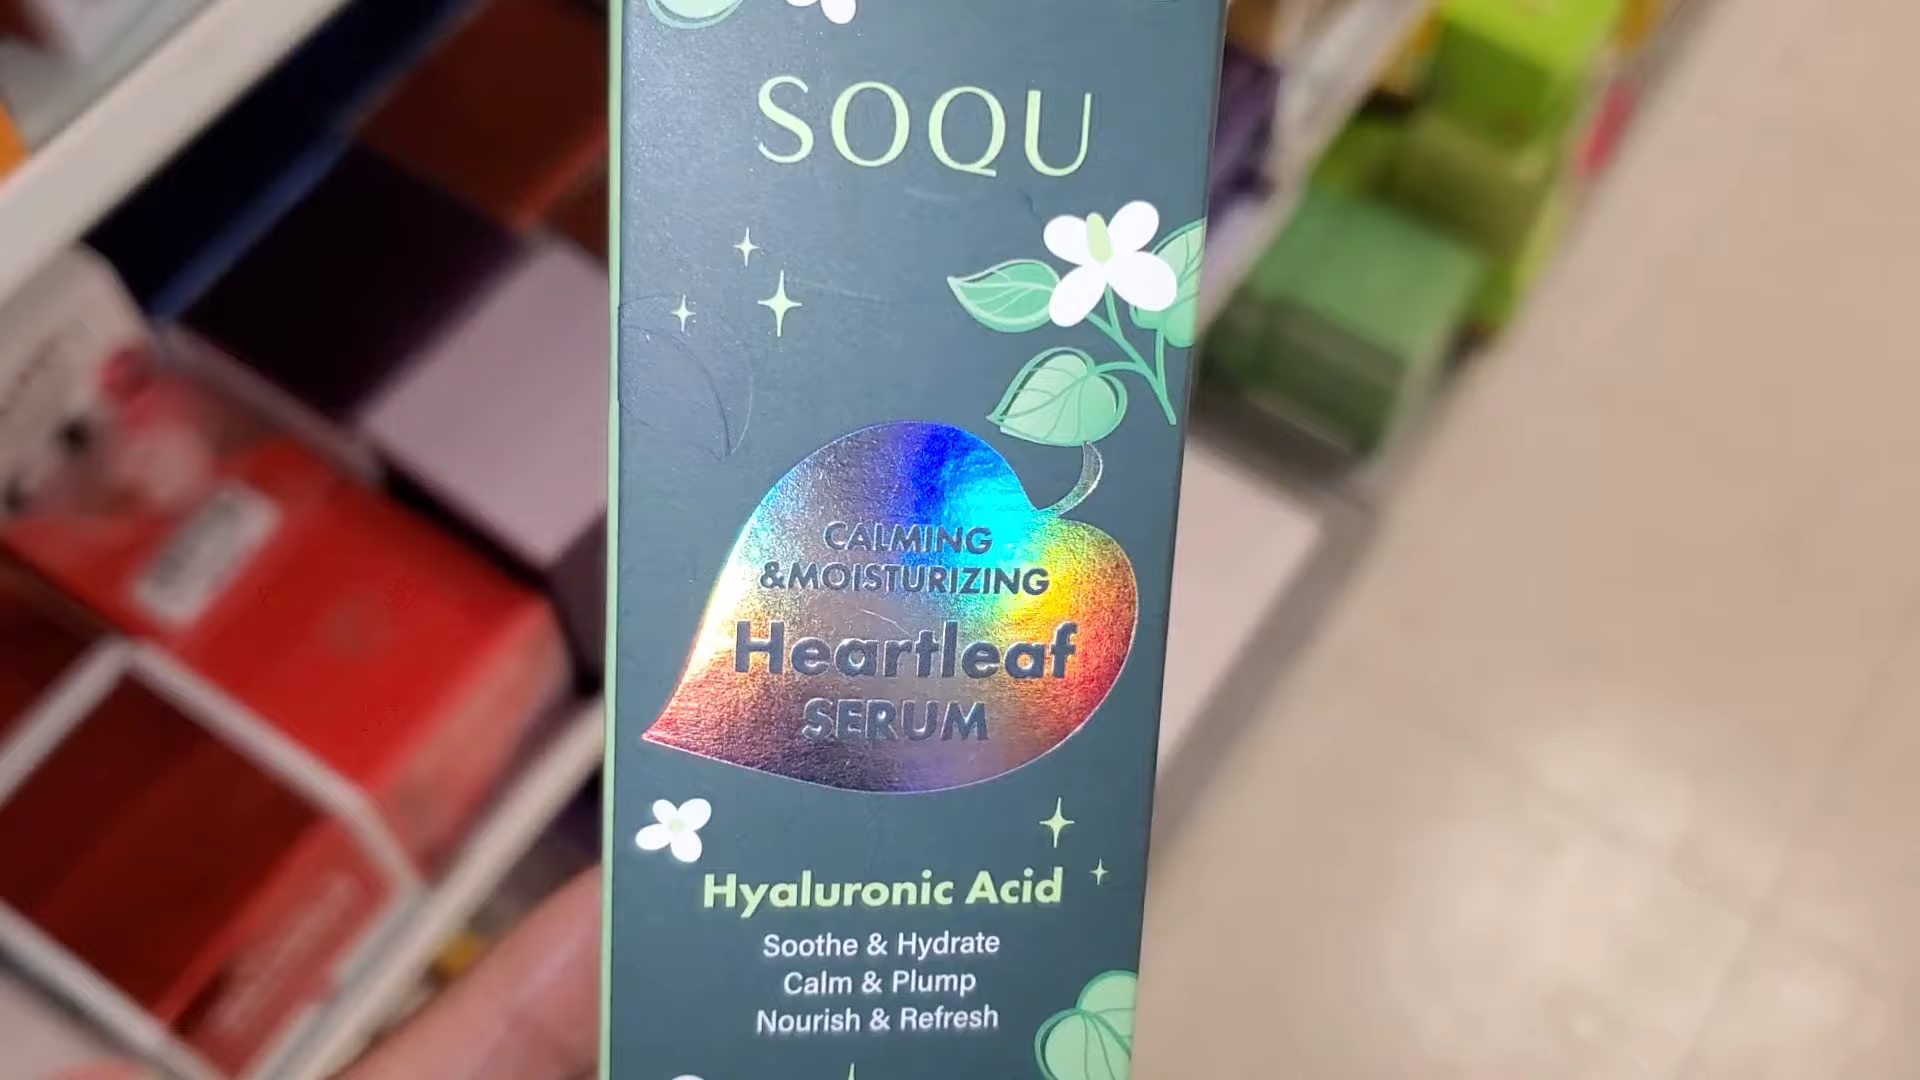 SOQU
CALMING
&MOISTURIZING
Heartleaf
SERUM
Hyaluronic Acid
Soothe & Hydrate
Calm & Plump
Nourish & Refresh